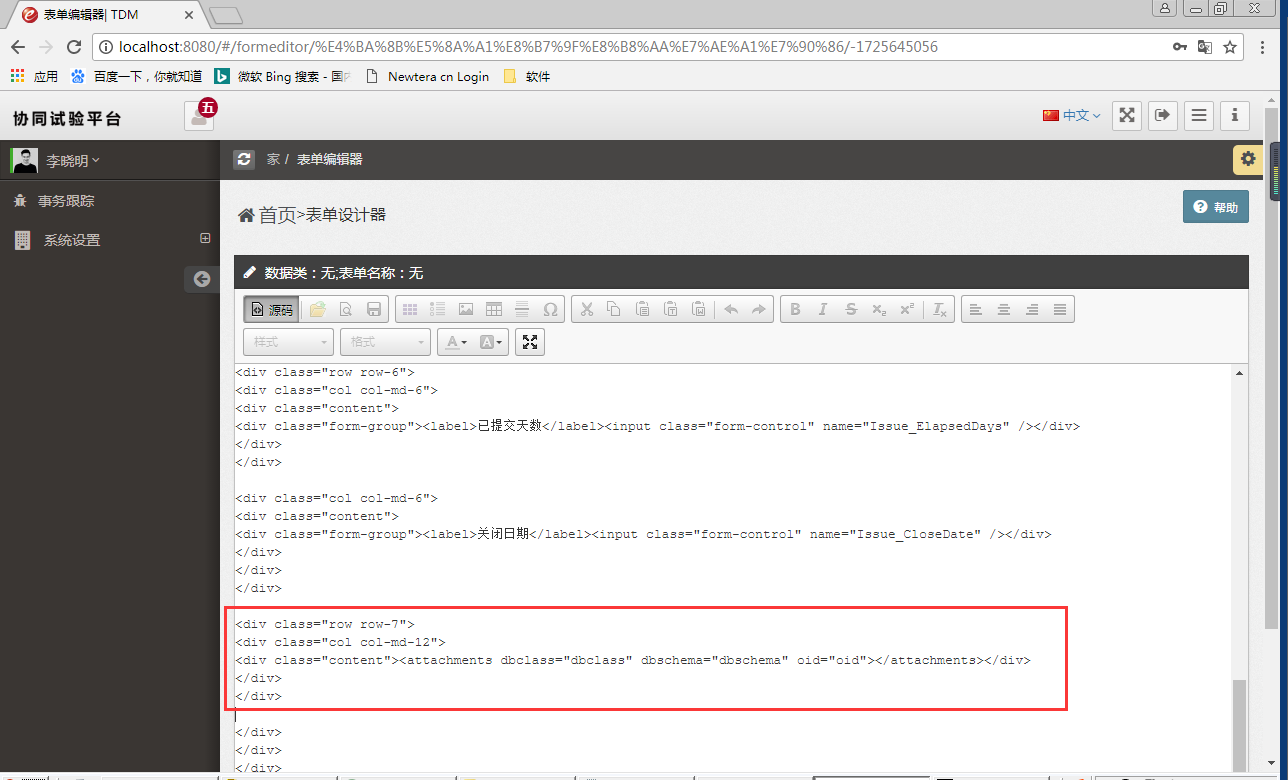 表单编辑器| TDM
localhost:8080/#/formeditor/%E4%BA%8B%E5%8A%A1%E8%B7%9F%E8%B8%AA%E7%AE%A1%E7%90%86/-1725645056
应用 百度一下，你就知道 微软 Bing 搜索 - 国 Newtera cn Login 软件
协同试验平台 五 中文
李晓明 家 / 表单编辑器
事务跟踪
系统设置
首页>表单设计器 帮助
数据类：无;表单名称：无
源码 Ω B I S x₂ x² Tx
样式 格式 A A
<div class="row row-6">
<div class="col col-md-6">
<div class="content">
<div class="form-group"><label>已提交天数</label><input class="form-control" name="Issue_ElapsedDays" /></div>
</div>
</div>
<div class="col col-md-6">
<div class="content">
<div class="form-group"><label>关闭日期</label><input class="form-control" name="Issue_CloseDate" /></div>
</div>
</div>
</div>
<div class="row row-7">
<div class="col col-md-12">
<div class="content"><attachments dbclass="dbclass" dbschema="dbschema" oid="oid"></attachments></div>
</div>
</div>
</div>
</div>
</div>